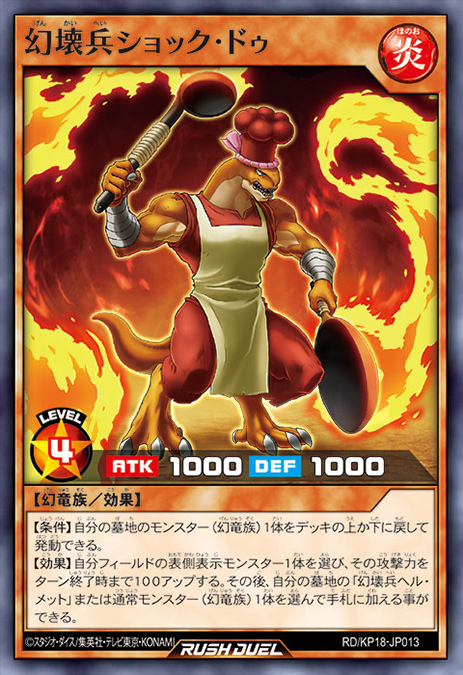 幻壊兵ショック・ドゥ
炎
LEVEL
4
ATK 1000 DEF 1000
【幻竜族／効果】
【条件】自分の墓地のモンスター（幻竜族）1体をデッキの上か下に戻して
発動できる。
【効果】自分フィールドの表側表示モンスター1体を選び、その攻撃力を
ターン終了時まで100アップする。その後、自分の墓地の「幻壊兵ヘル・
メット」または通常モンスター（幻竜族）1体を選んで手札に加える事が
できる。
©スタジオ・ダイス/集英社・テレビ東京・KONAMI
RUSH DUEL
RD/KP18-JP013